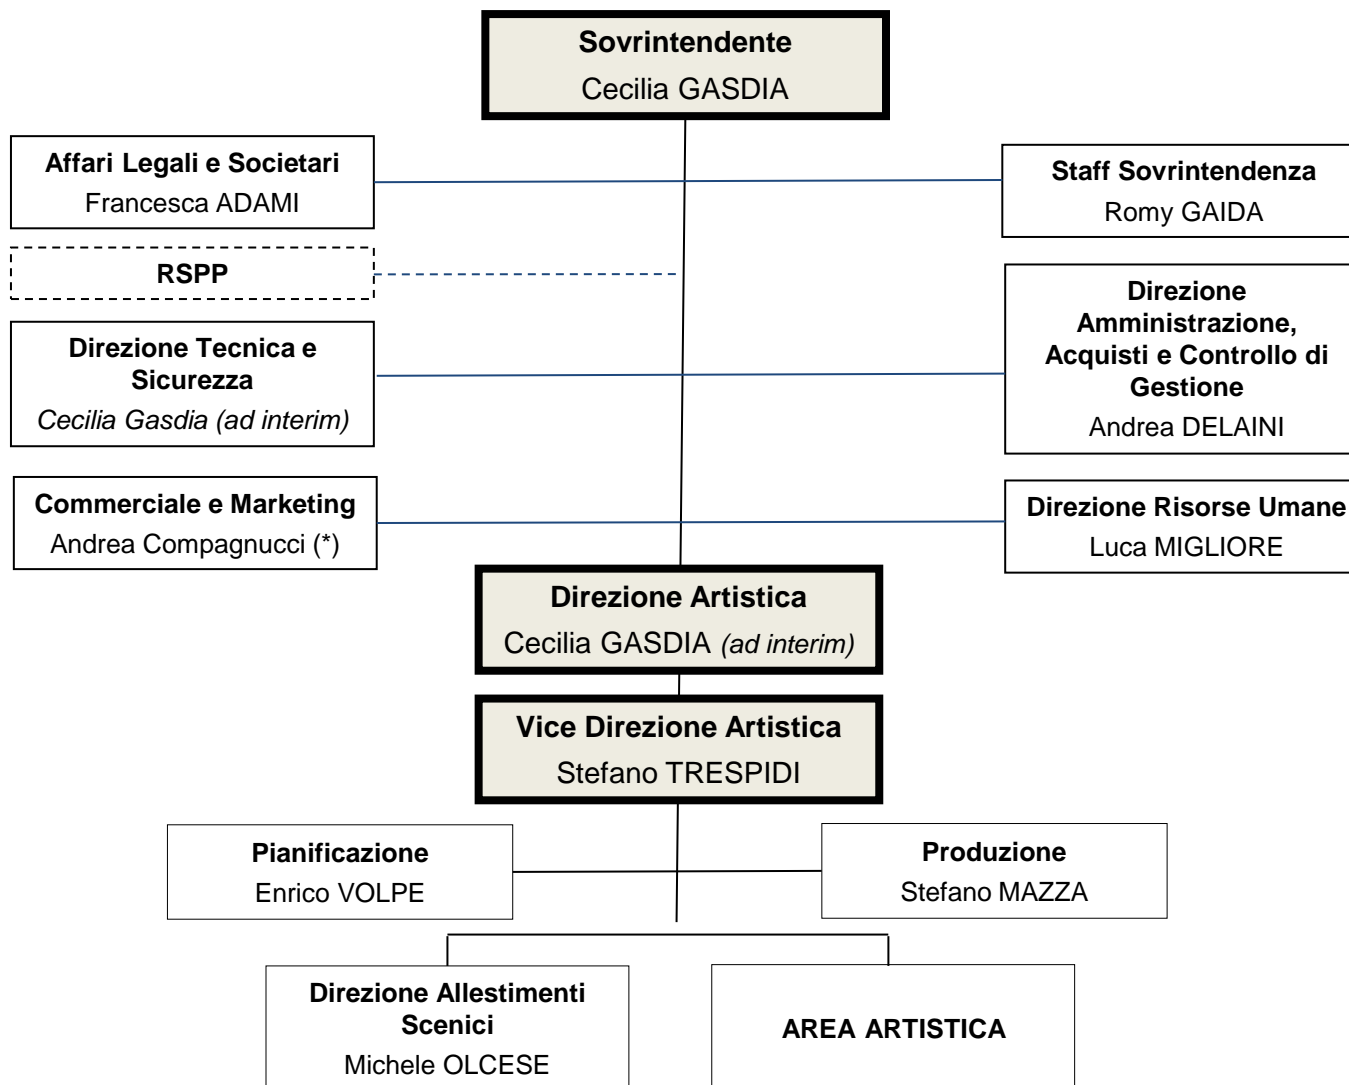 Sovrintendente
Cecilia GASDIA
Affari Legali e Societari
Francesca ADAMI
Staff Sovrintendenza
Romy GAIDA
RSPP
Direzione Tecnica e
Sicurezza
Cecilia Gasdia (ad interim)
Direzione
Amministrazione,
Acquisti e Controllo di
Gestione
Andrea DELAINI
Commerciale e Marketing
Andrea Compagnucci (*)
Direzione Risorse Umane
Luca MIGLIORE
Direzione Artistica
Cecilia GASDIA (ad interim)
Vice Direzione Artistica
Stefano TRESPIDI
Pianificazione
Enrico VOLPE
Produzione
Stefano MAZZA
Direzione Allestimenti
Scenici
Michele OLCESE
AREA ARTISTICA